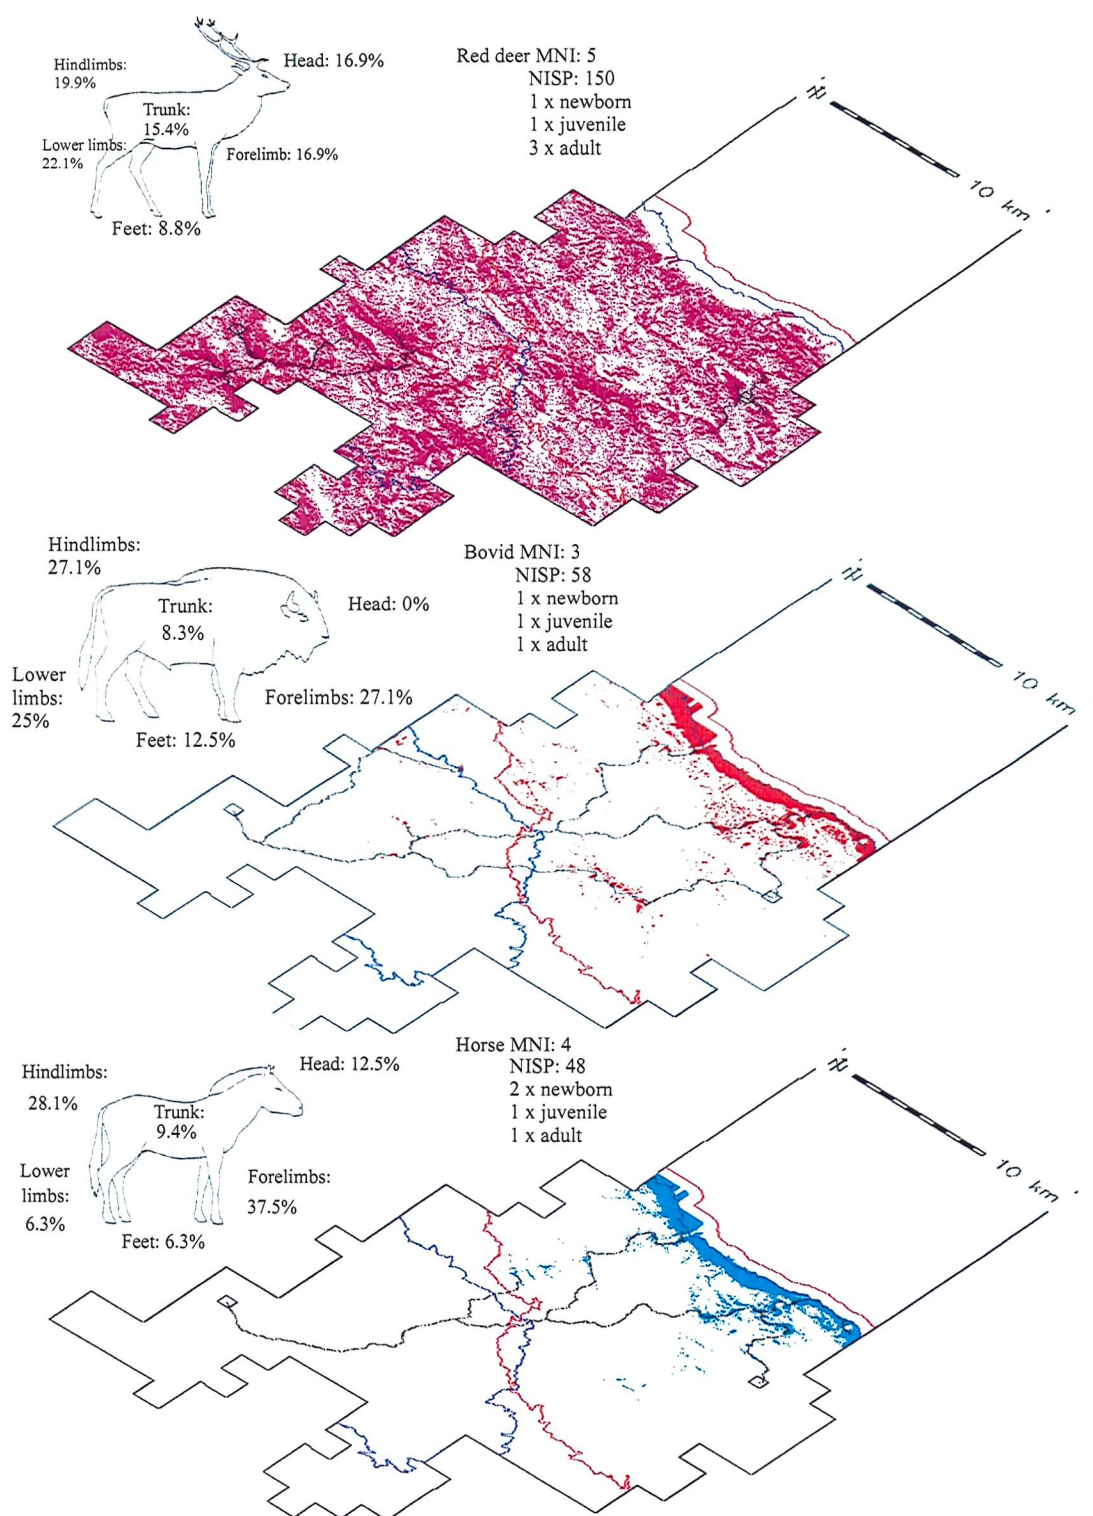 Head: 16.9%
Hindlimbs:
19.9%
Trunk:
15.4%
Lower limbs:
22.1%
Forelimb: 16.9%
Feet: 8.8%
Red deer MNI: 5
NISP: 150
1 x newborn
1 x juvenile
3 x adult
N
10 km
Hindlimbs:
27.1%
Trunk:
8.3%
Head: 0%
Lower
limbs:
25%
Forelimbs: 27.1%
Feet: 12.5%
Bovid MNI: 3
NISP: 58
1 x newborn
1 x juvenile
1 x adult
N
10 km
Head: 12.5%
Hindlimbs:
28.1%
Trunk:
9.4%
Lower
limbs:
6.3%
Forelimbs:
37.5%
Feet: 6.3%
Horse MNI: 4
NISP: 48
2 x newborn
1 x juvenile
1 x adult
N
10 km